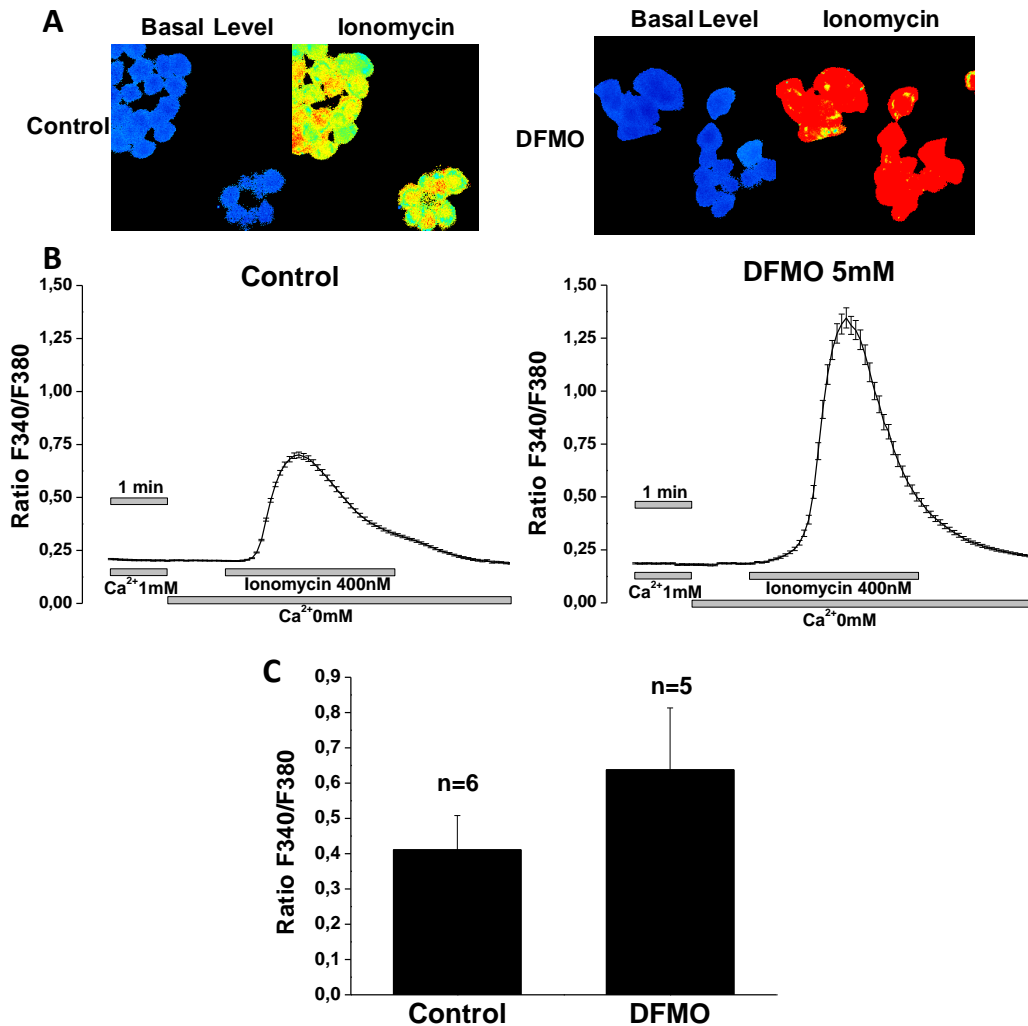 A
Basal Level Ionomycin
Control
Basal Level Ionomycin
DFMO
B
Control
Ratio F340/F380
1,50
1,25
1,00
0,75
0,50
0,25
0,00
1 min
Ca²⁺1mM
Ionomycin 400nM
Ca²⁺0mM
DFMO 5mM
Ratio F340/F380
1,50
1,25
1,00
0,75
0,50
0,25
0,00
1 min
Ca²⁺1mM
Ionomycin 400nM
Ca²⁺0mM
C
Ratio F340/F380
0,9
0,8
0,7
0,6
0,5
0,4
0,3
0,2
0,1
0,0
n=6
n=5
Control
DFMO